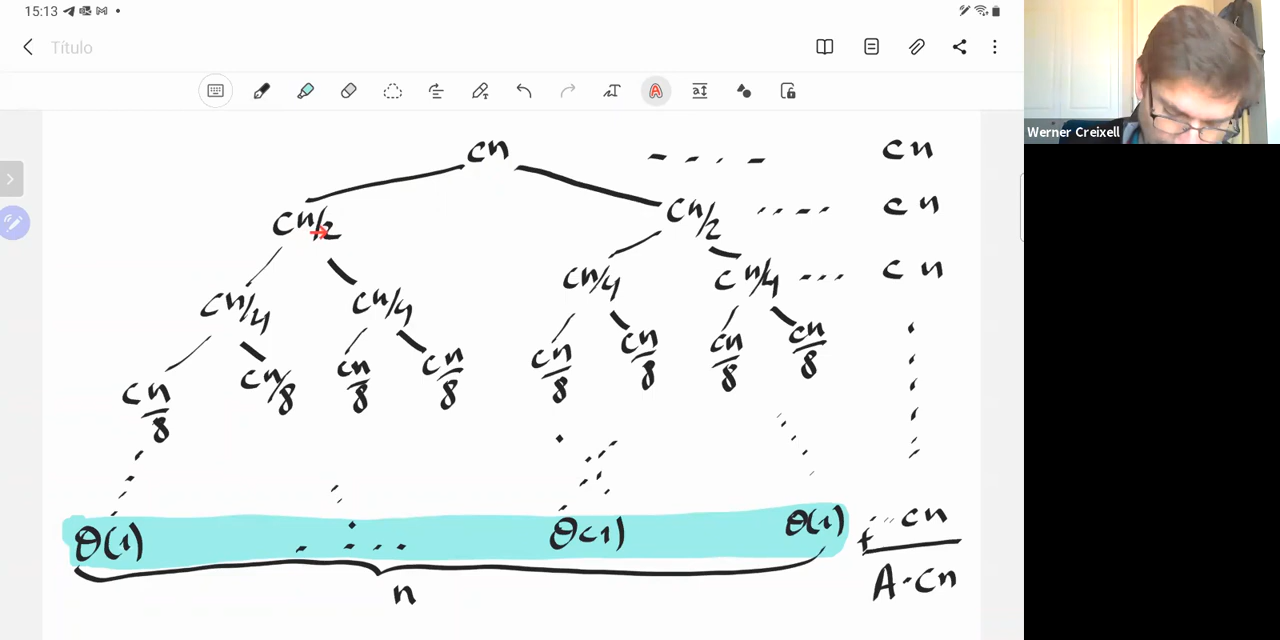 15:13
Título
Werner Creixell
cn - - - - cn
cn/2 cn/2 .... cn
cn/4 cn/4 cn/4 cn/4 ... cn
cn/8 cn/8 cn/8 cn/8 cn/8 cn/8 cn/8 cn/8
θ(1) .... θ(1) θ(1) ... + cn
n A·cn